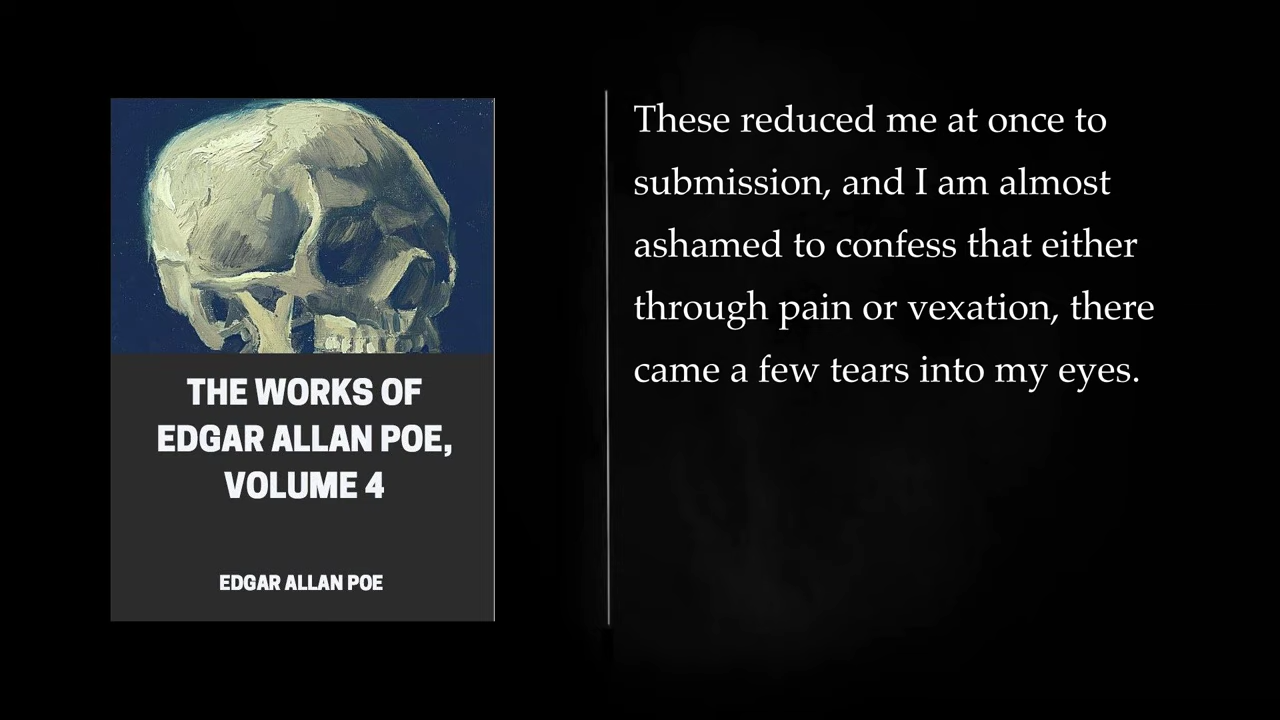 THE WORKS OF
EDGAR ALLAN POE,
VOLUME 4
EDGAR ALLAN POE
These reduced me at once to
submission, and I am almost
ashamed to confess that either
through pain or vexation, there
came a few tears into my eyes.